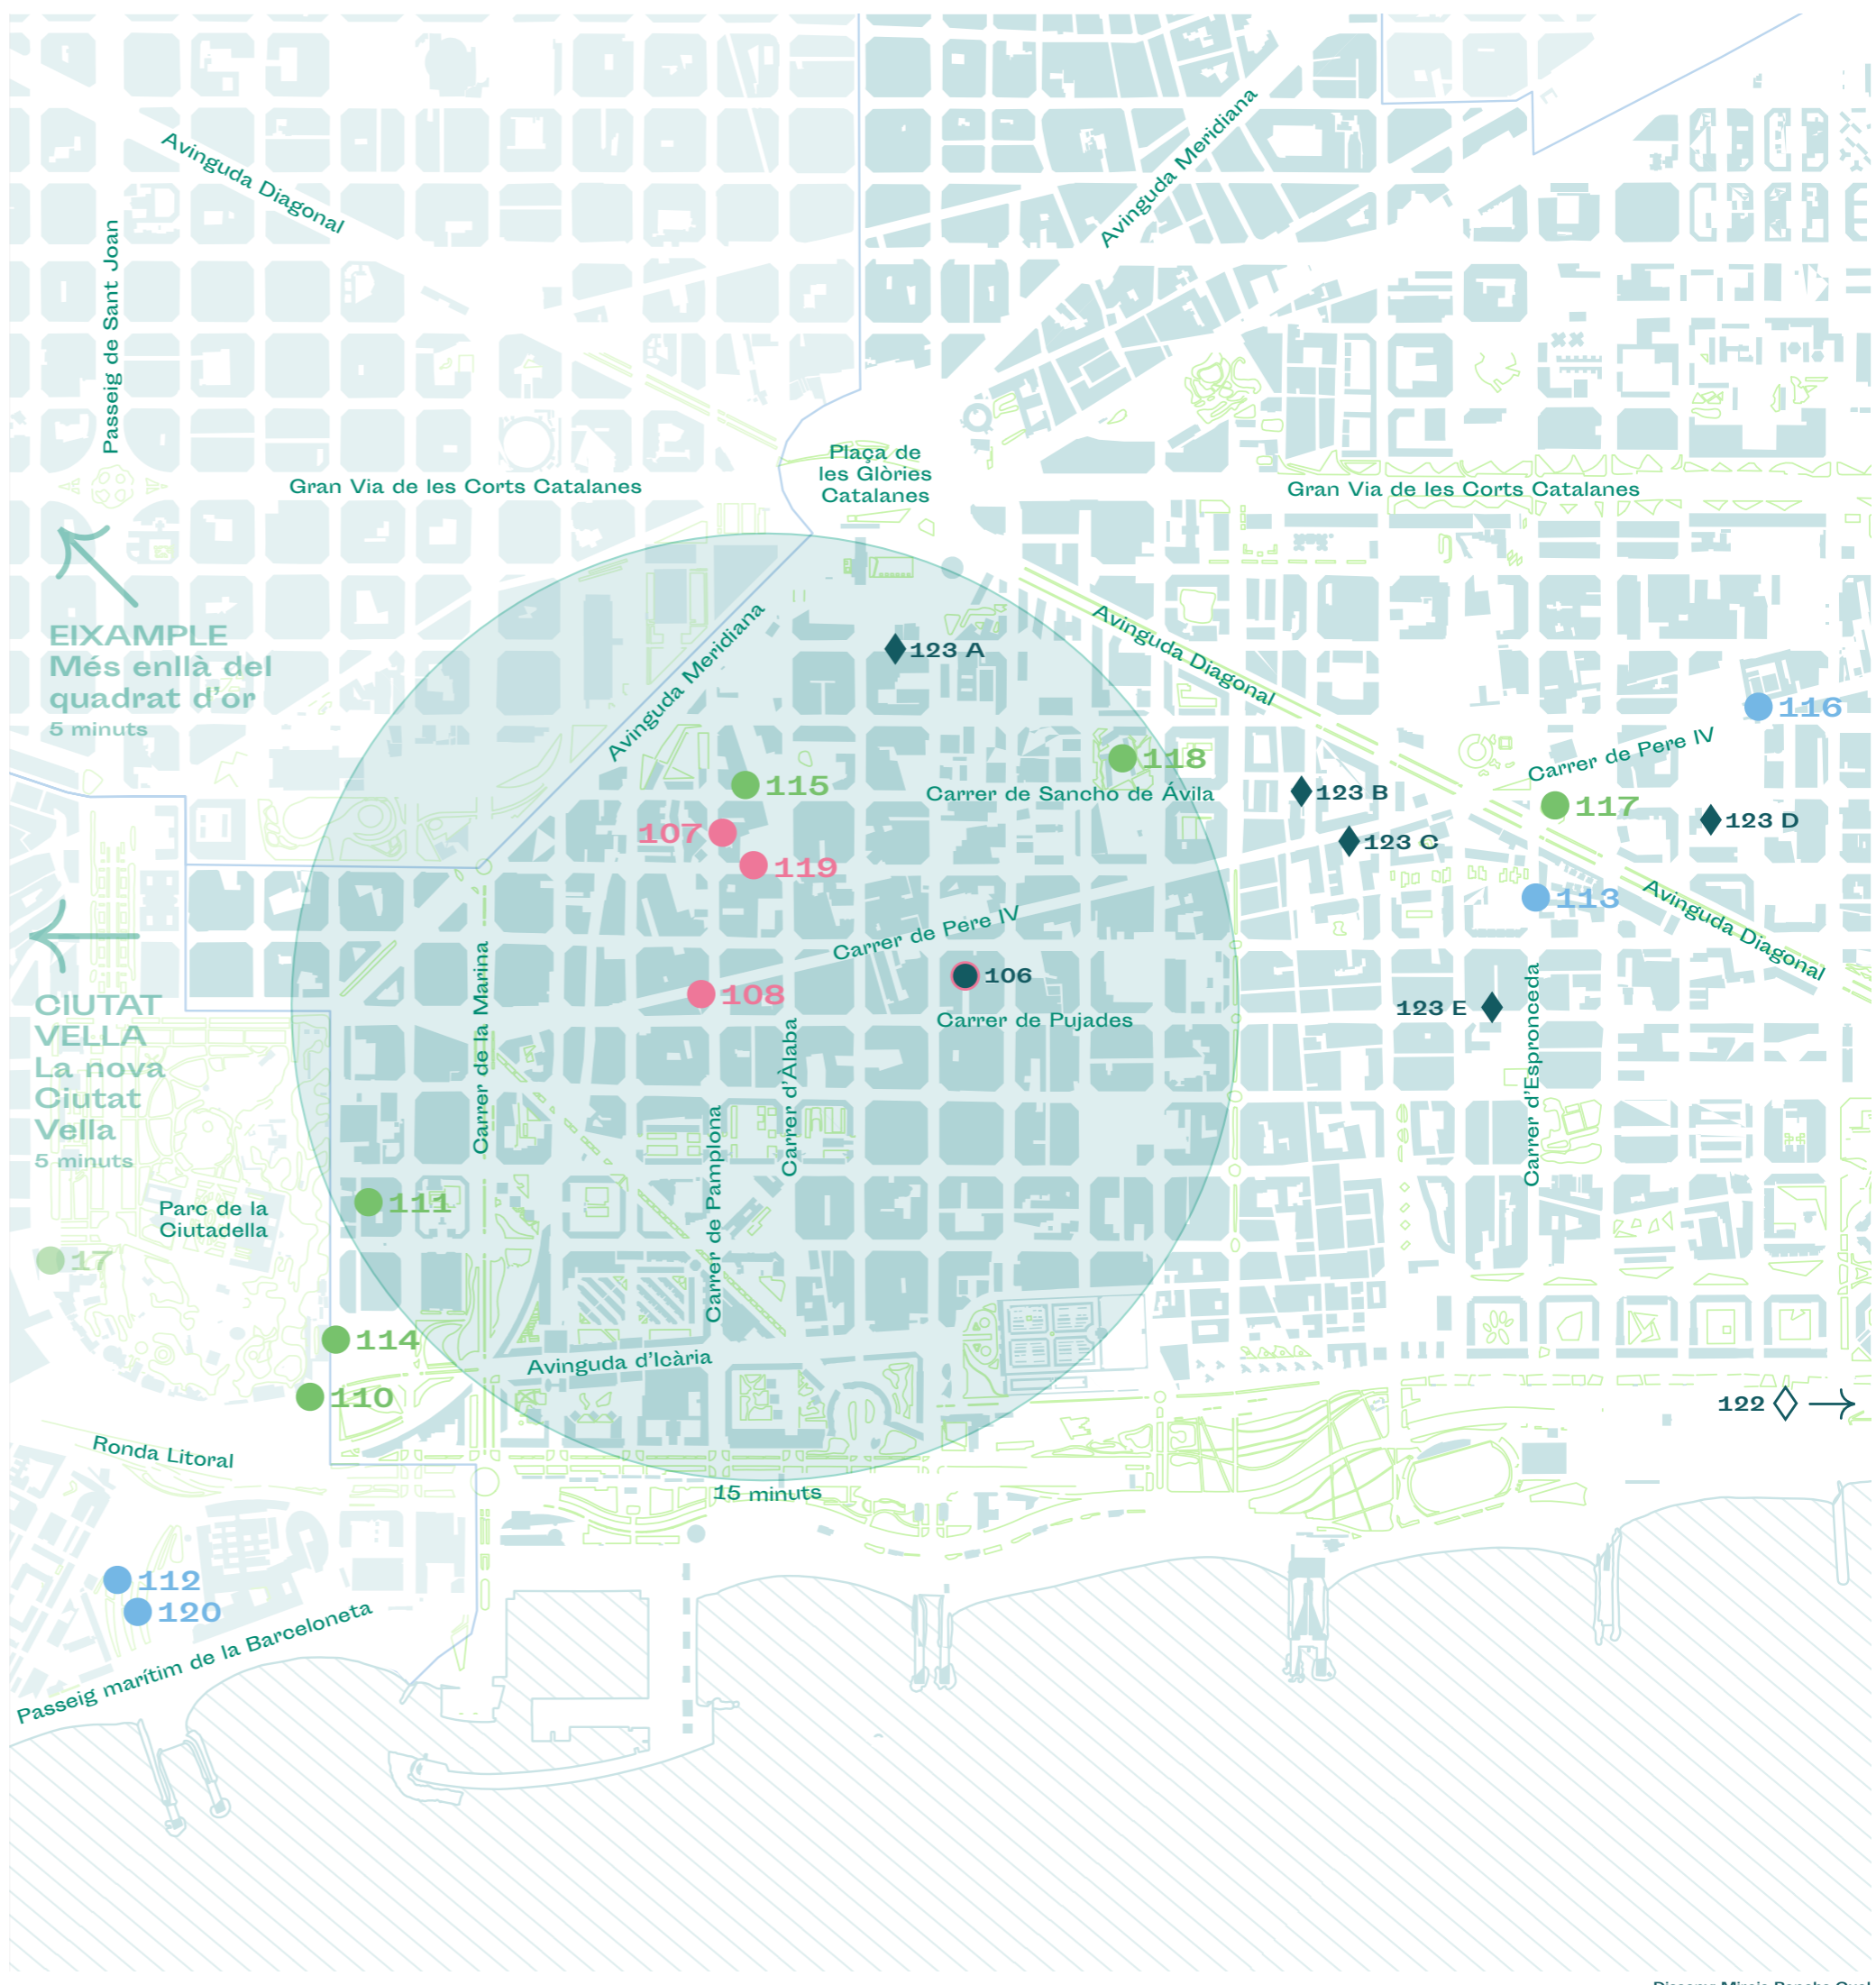 Avinguda Diagonal
Avinguda Meridiana
Passeig de Sant Joan
Plaça de
les Glòries
Catalanes
Gran Via de les Corts Catalanes
Gran Via de les Corts Catalanes
EIXAMPLE
Més enllà del
quadrat d'or
5 minuts
Avinguda Meridiana
123 A
Avinguda Diagonal
116
Carrer de Pere IV
118
115
Carrer de Sancho de Ávila
123 B
117
123 D
107
123 C
119
113
Avinguda Diagonal
Carrer de Pere IV
106
108
Carrer de Pujades
123 E
Carrer de la Marina
Carrer d'Àlaba
Carrer de Pamplona
Carrer d'Espronceda
CIUTAT
VELLA
La nova
Ciutat
Vella
5 minuts
Parc de la
Ciutadella
111
17
114
Avinguda d'Icària
110
122
Ronda Litoral
15 minuts
112
120
Passeig marítim de la Barceloneta